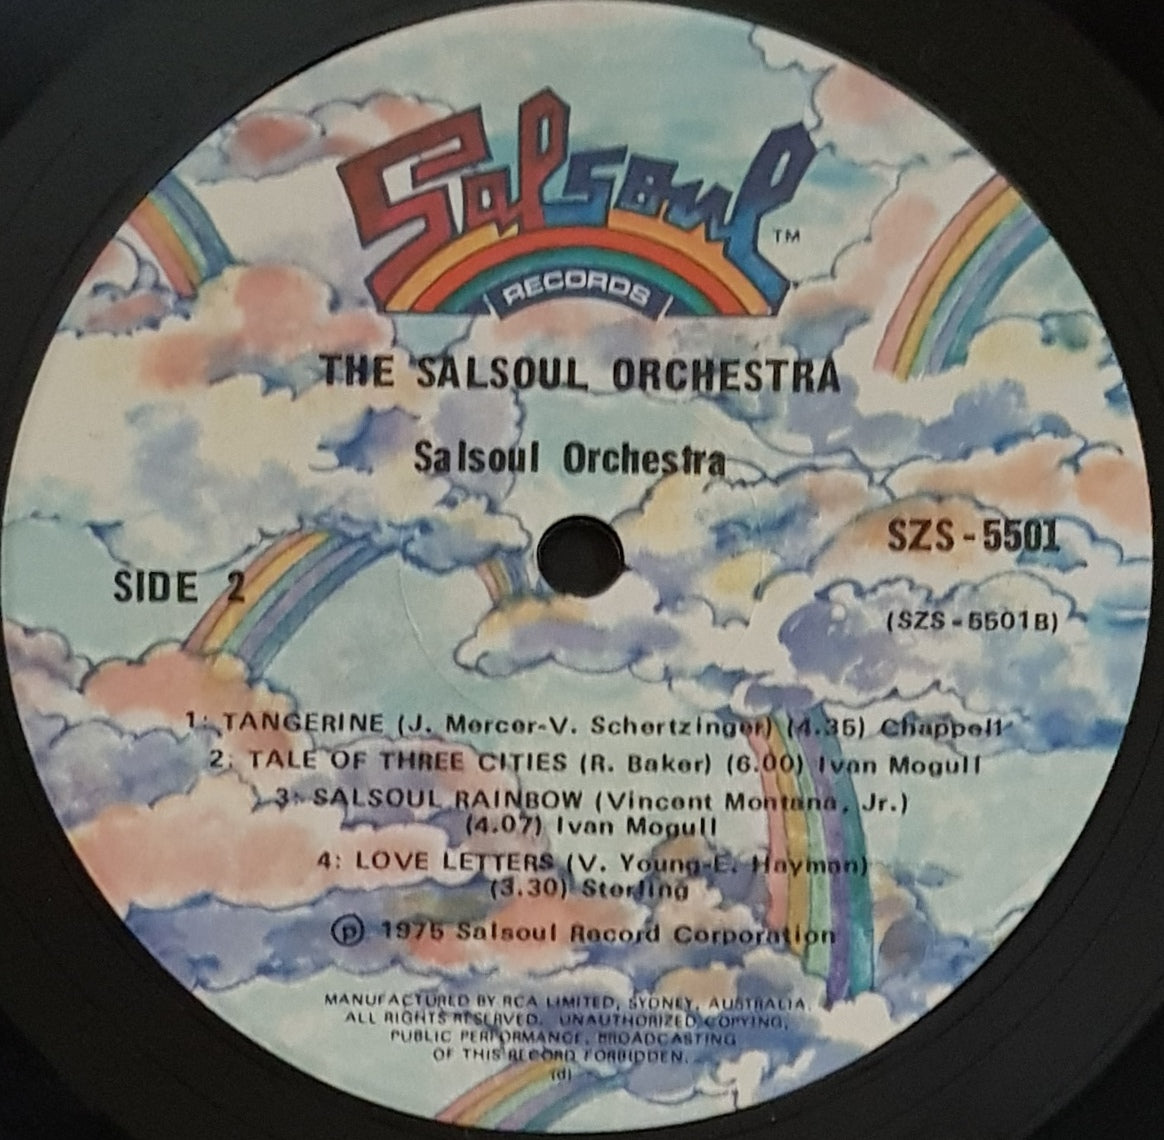 Salsoul
TM
RECORDS
THE SALSOUL ORCHESTRA
Salsoul Orchestra
SZS - 5501
SIDE 2
(SZS - 5501B)
1: TANGERINE (J. Mercer-V. Schertzinger) (4.35) Chappell
2: TALE OF THREE CITIES (R. Baker) (6.00) Ivan Mogull
3: SALSOUL RAINBOW (Vincent Montana, Jr.)
(4.07) Ivan Mogull
4: LOVE LETTERS (V. Young-E. Hayman)
(3.30) Sterling
℗ 1975 Salsoul Record Corporation
MANUFACTURED BY RCA LIMITED, SYDNEY, AUSTRALIA.
ALL RIGHTS RESERVED. UNAUTHORIZED COPYING,
PUBLIC PERFORMANCE, BROADCASTING
OF THIS RECORD FORBIDDEN.
(d)